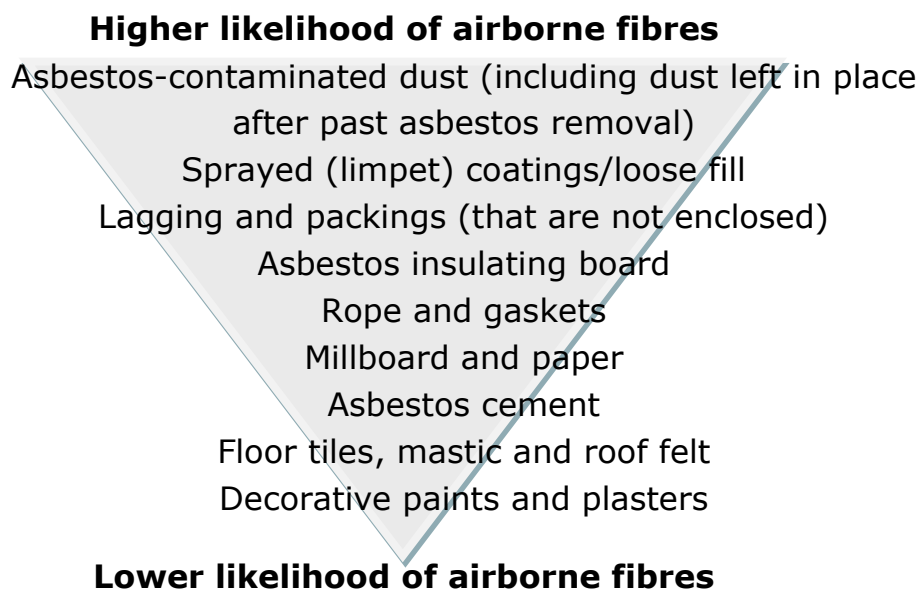 Higher likelihood of airborne fibres
Asbestos-contaminated dust (including dust left in place
after past asbestos removal)
Sprayed (limpet) coatings/loose fill
Lagging and packings (that are not enclosed)
Asbestos insulating board
Rope and gaskets
Millboard and paper
Asbestos cement
Floor tiles, mastic and roof felt
Decorative paints and plasters
Lower likelihood of airborne fibres